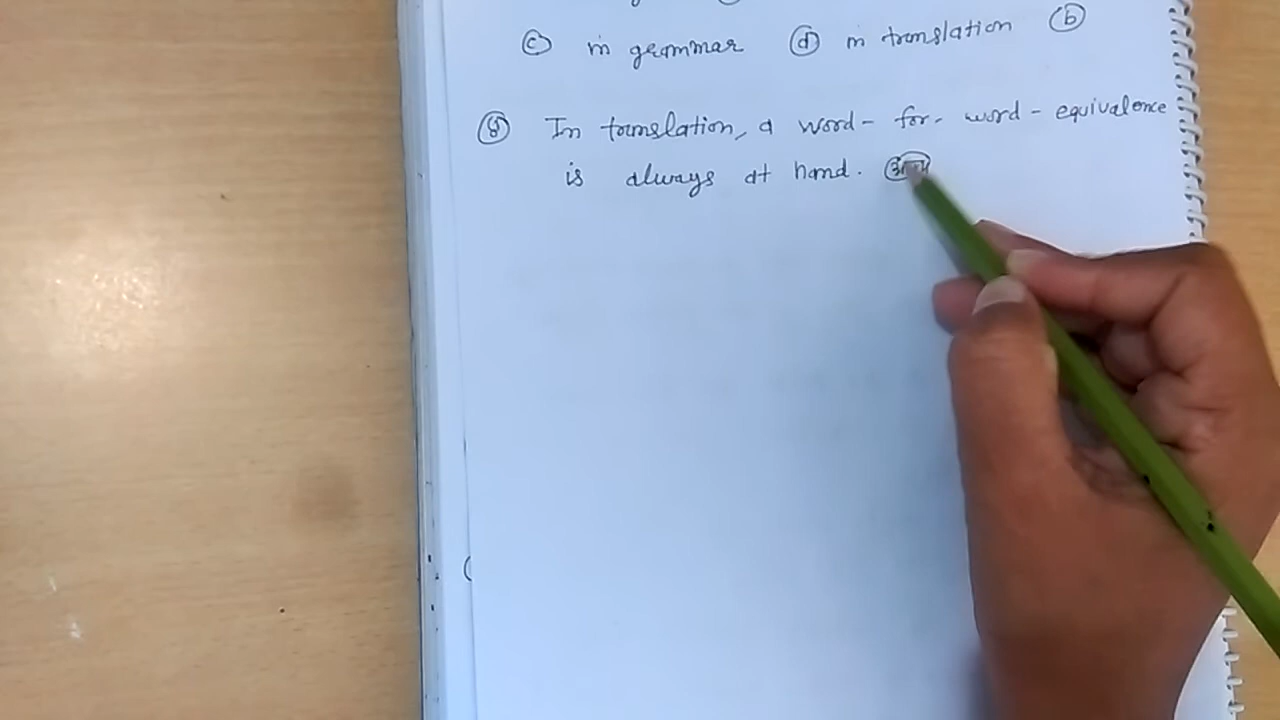 ⓒ in grammar ⓓ in translation ⓑ
⑧ In translation, a word-for-word-equivalence
is always at hand.